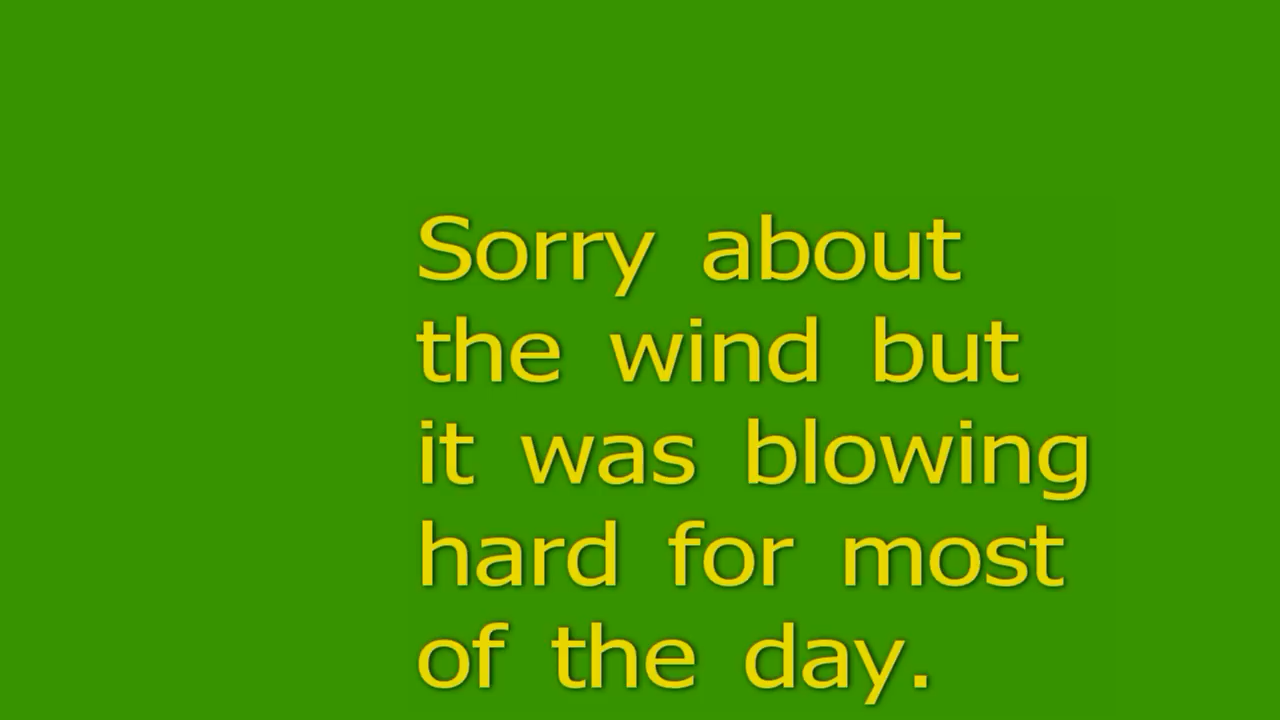 Sorry about
the wind but
it was blowing
hard for most
of the day.